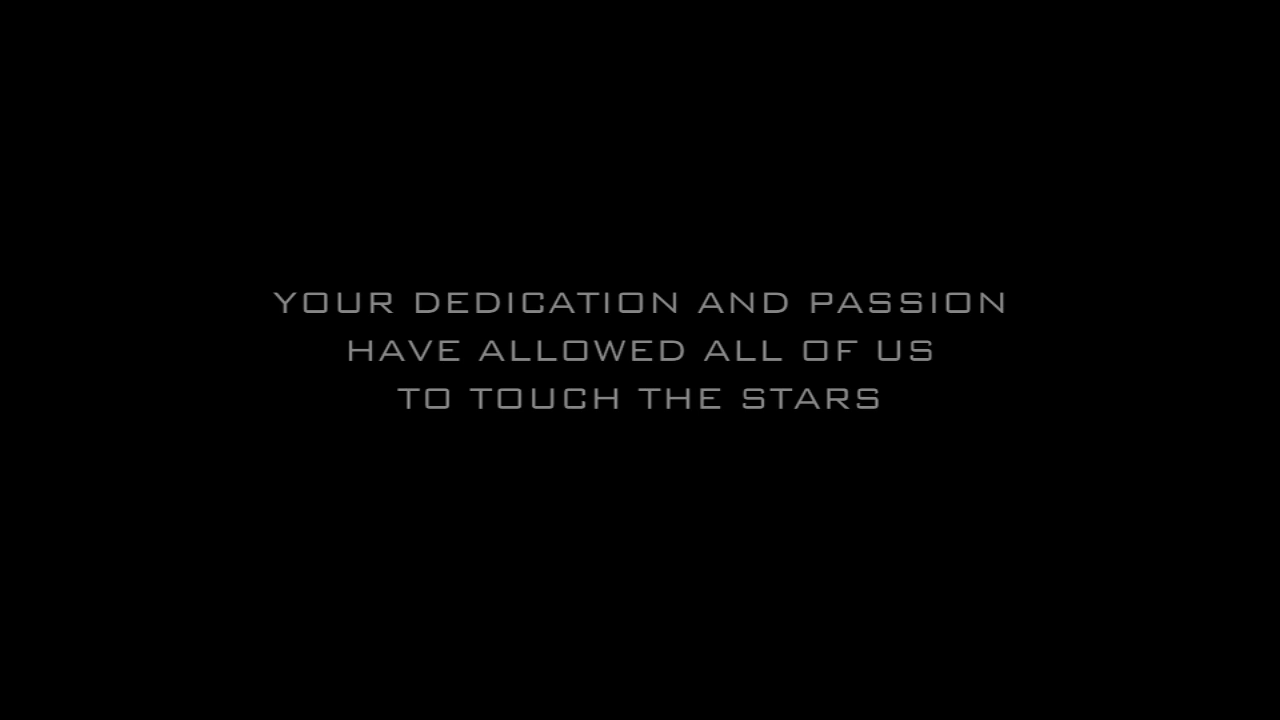 YOUR DEDICATION AND PASSION
HAVE ALLOWED ALL OF US
TO TOUCH THE STARS